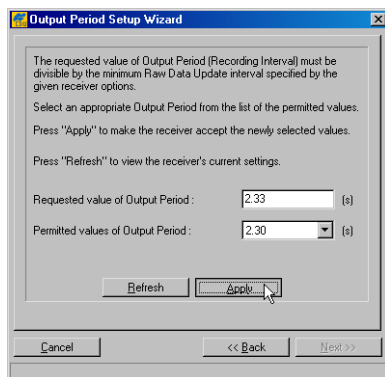 Output Period Setup Wizard
The requested value of Output Period (Recording Interval) must be
divisible by the minimum Raw Data Update interval specified by the
given receiver options.
Select an appropriate Output Period from the list of the permitted values.
Press "Apply" to make the receiver accept the newly selected values.
Press "Refresh" to view the receiver's current settings.
Requested value of Output Period : 2.33 (s)
Permitted values of Output Period : 2.30 (s)
Refresh Apply
Cancel << Back Next >>